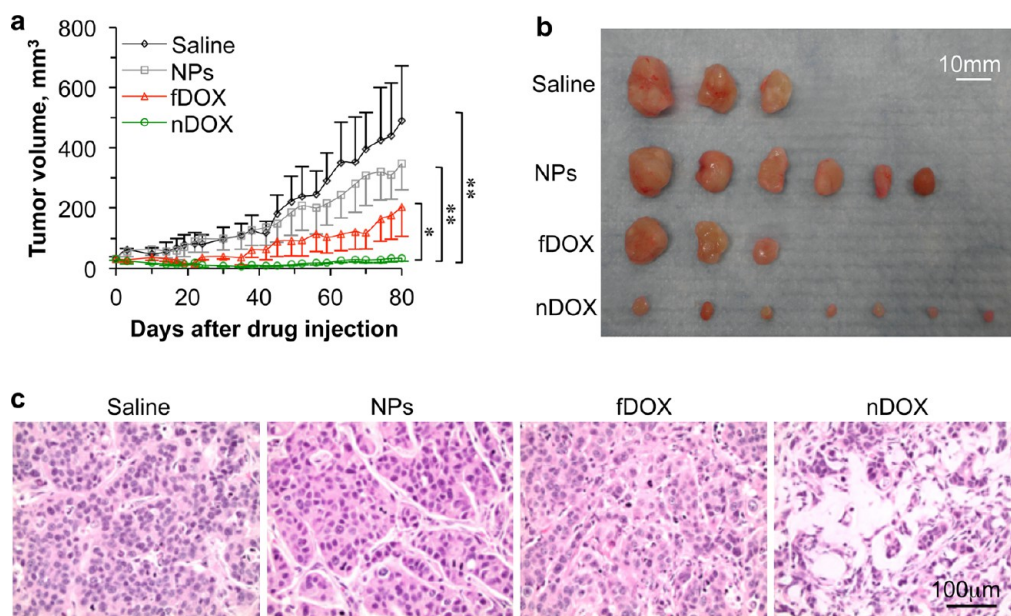 a
800
600
400
200
0
Tumor volume, mm³
Saline
NPs
fDOX
nDOX
*
**
**
0 20 40 60 80
Days after drug injection
b
10mm
Saline
NPs
fDOX
nDOX
c
Saline NPs fDOX nDOX
100μm